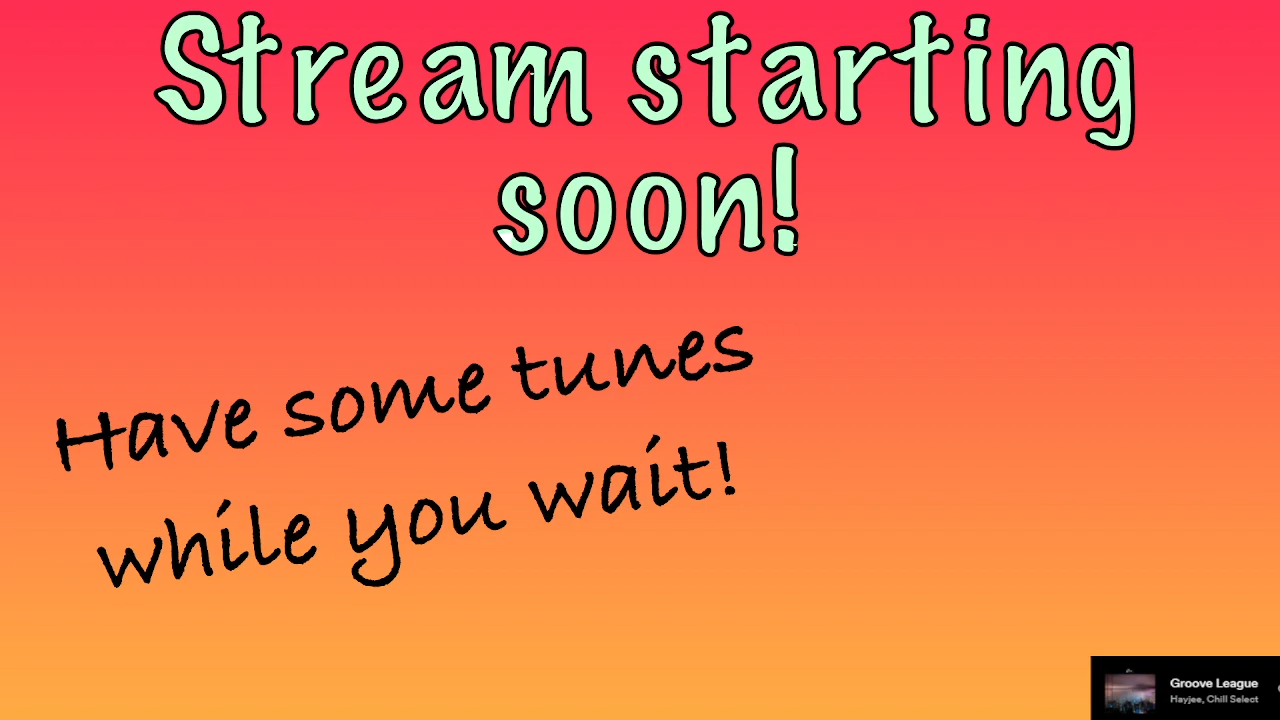 Stream starting
soon!
Have some tunes
while you wait!
Groove League
Hayjee, Chill Select